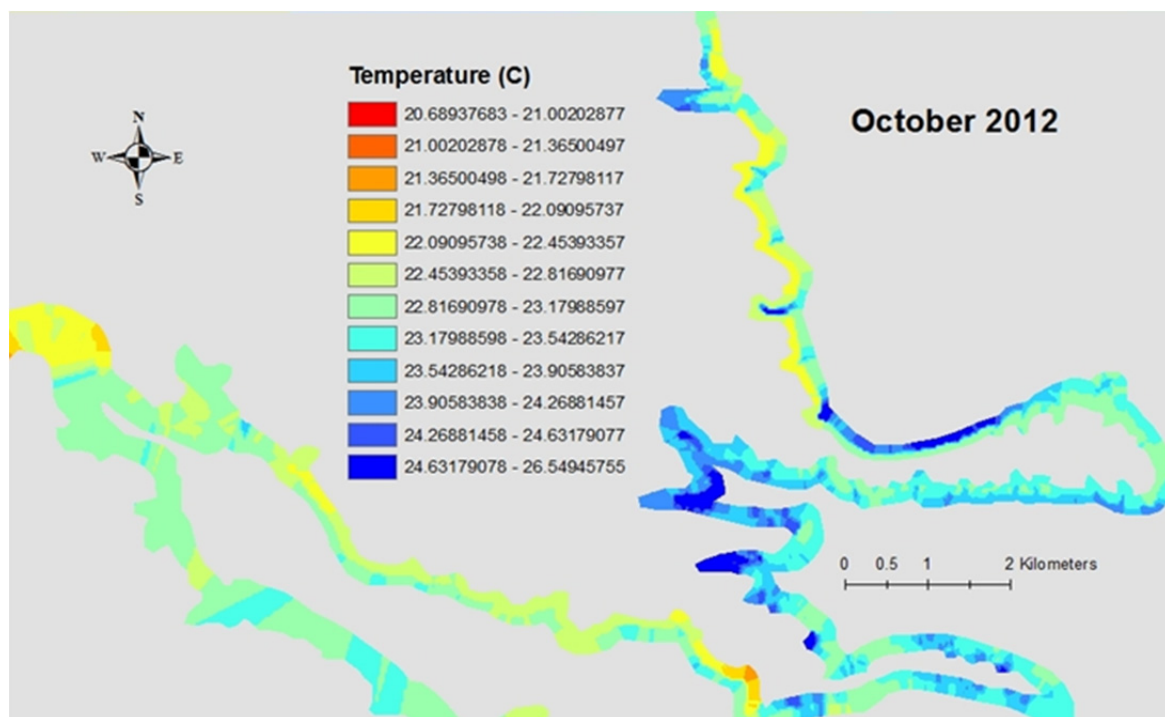 Temperature (C)
20.68937683 - 21.00202877
21.00202878 - 21.36500497
21.36500498 - 21.72798117
21.72798118 - 22.09095737
22.09095738 - 22.45393357
22.45393358 - 22.81690977
22.81690978 - 23.17988597
23.17988598 - 23.54286217
23.54286218 - 23.90583837
23.90583838 - 24.26881457
24.26881458 - 24.63179077
24.63179078 - 26.54945755
October 2012
N
W E
S
0 0.5 1 2 Kilometers